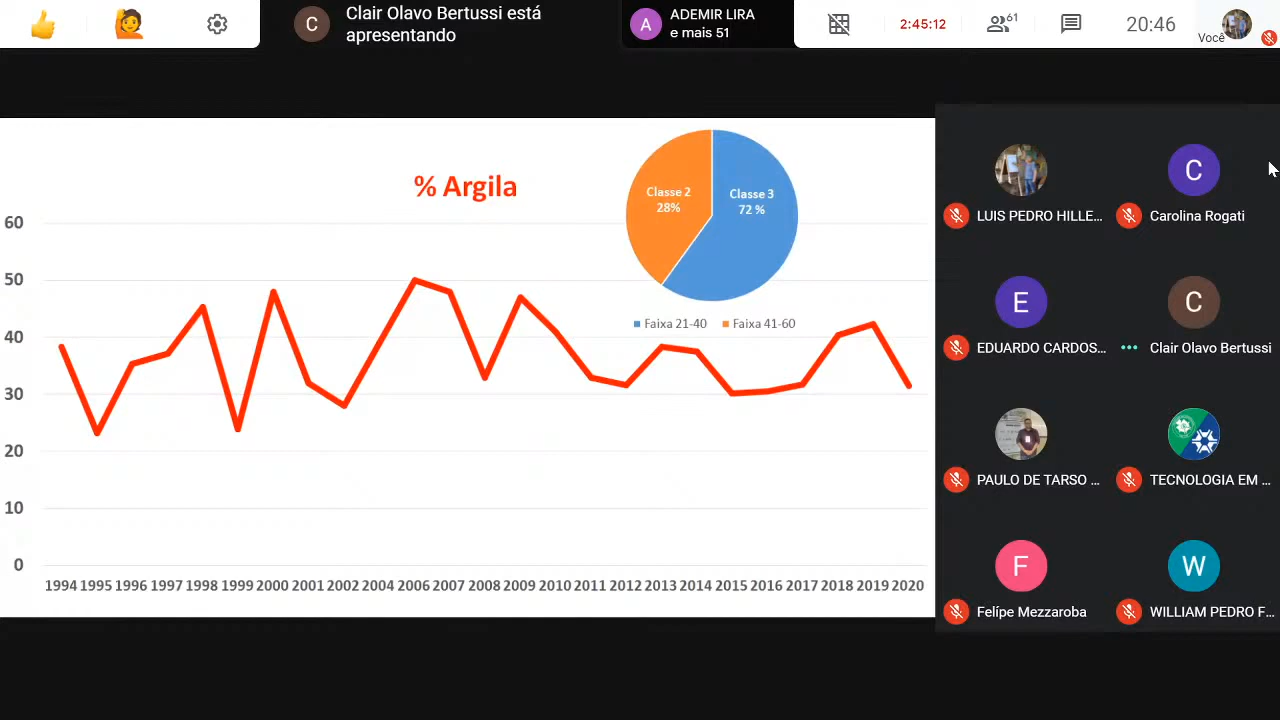 Clair Olavo Bertussi está
apresentando
C
A
ADEMIR LIRA
e mais 51
2:45:12
61
20:46
Você
% Argila
Classe 2
28%
Classe 3
72 %
Faixa 21-40
Faixa 41-60
60
50
40
30
20
10
0
1994 1995 1996 1997 1998 1999 2000 2001 2002 2004 2006 2007 2008 2009 2010 2011 2012 2013 2014 2015 2016 2017 2018 2019 2020
LUIS PEDRO HILLE...
C
Carolina Rogati
E
EDUARDO CARDOS...
C
Clair Olavo Bertussi
PAULO DE TARSO ...
TECNOLOGIA EM ...
F
Felípe Mezzaroba
W
WILLIAM PEDRO F...